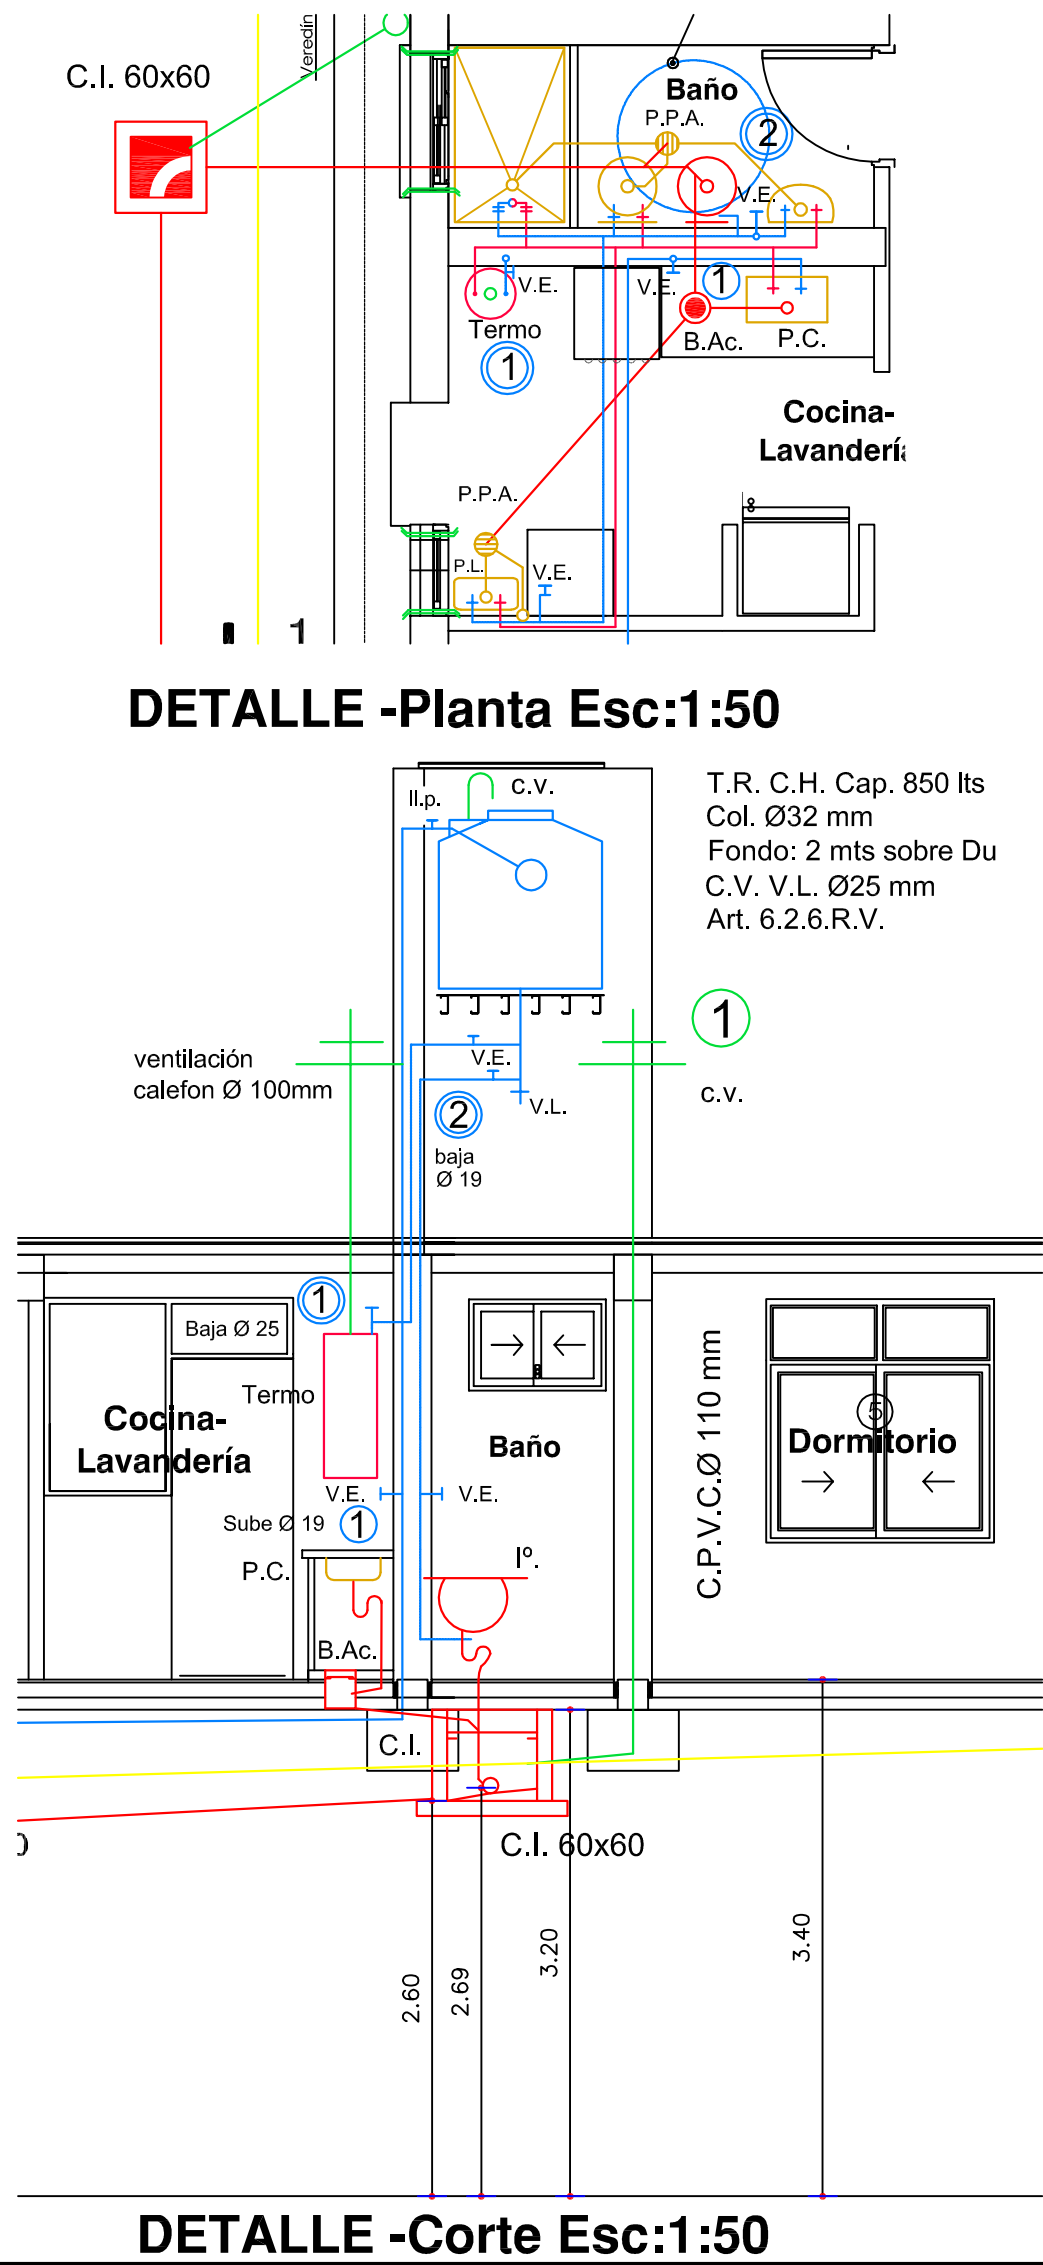 Veredín
C.I. 60x60
Baño
P.P.A.
2
V.E.
V.E.
V.E.
1
Termo
B.Ac.
P.C.
1
Cocina-
Lavandería
P.P.A.
P.L.
V.E.
1
DETALLE -Planta Esc:1:50
ll.p.
c.v.
T.R. C.H. Cap. 850 lts
Col. Ø32 mm
Fondo: 2 mts sobre Du
C.V. V.L. Ø25 mm
Art. 6.2.6.R.V.
1
ventilación
calefon Ø 100mm
V.E.
c.v.
2
V.L.
baja
Ø 19
1
Baja Ø 25
Termo
Cocina-
Lavandería
Baño
C.P.V.C.Ø 110 mm
5
Dormitorio
V.E.
V.E.
Sube Ø 19
1
P.C.
Iº.
B.Ac.
C.I.
C.I. 60x60
2.60
2.69
3.20
3.40
DETALLE -Corte Esc:1:50